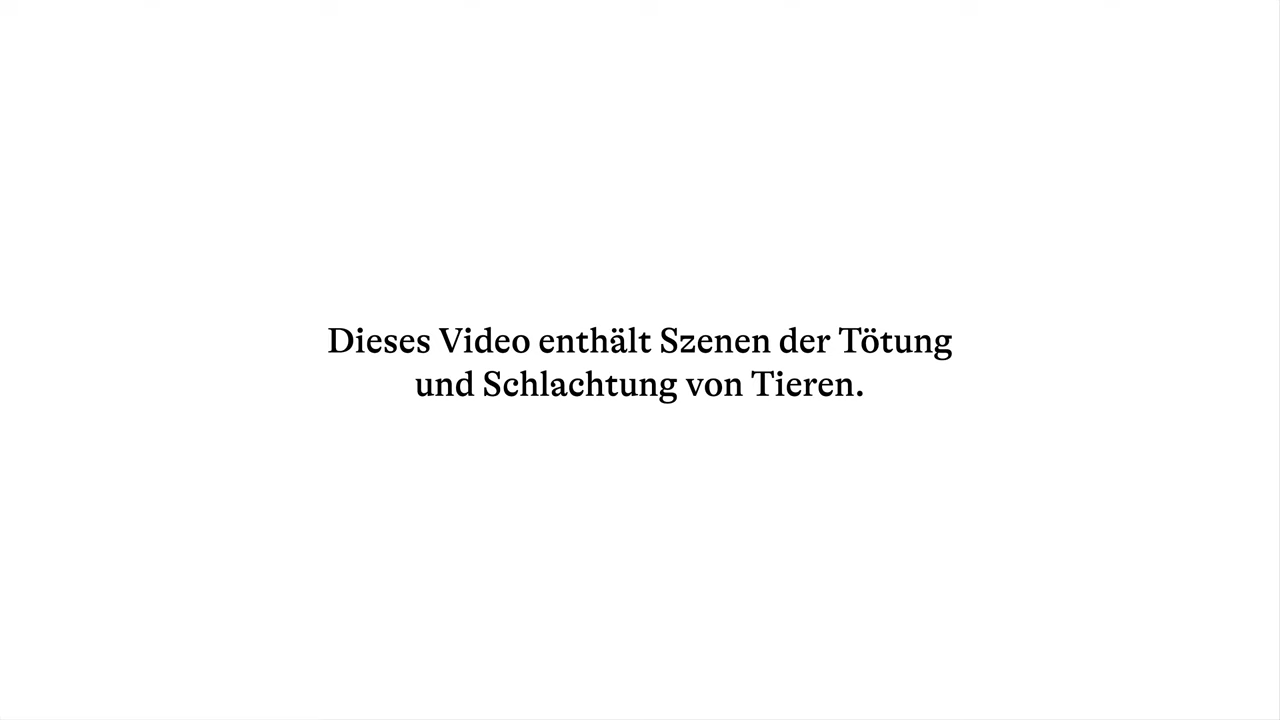 Dieses Video enthält Szenen der Tötung
und Schlachtung von Tieren.